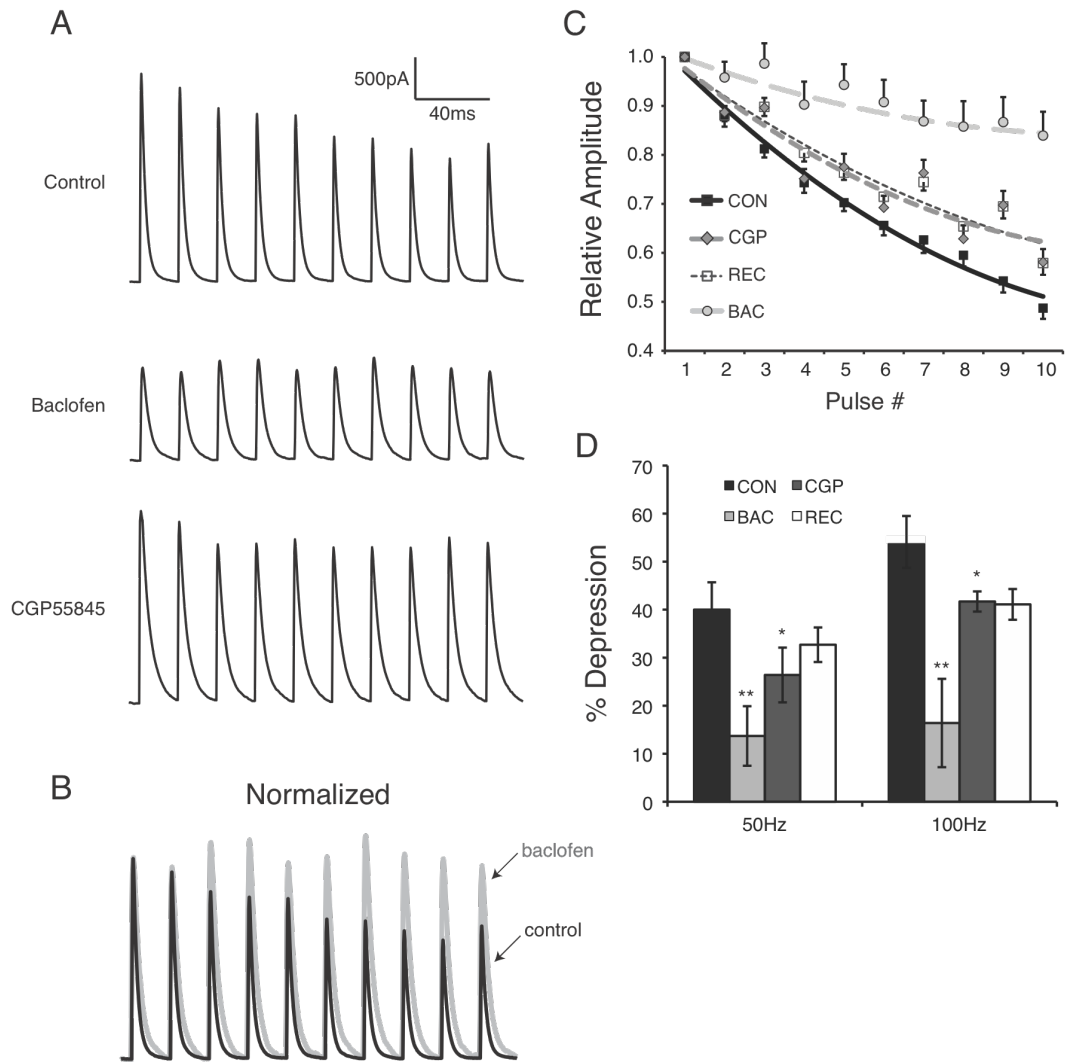 A
500pA
40ms
Control
Baclofen
CGP55845
B
Normalized
baclofen
control
C
Relative Amplitude
1.0
0.9
0.8
0.7
0.6
0.5
0.4
CON
CGP
REC
BAC
1 2 3 4 5 6 7 8 9 10
Pulse #
D
% Depression
70
60
50
40
30
20
10
0
CON CGP
BAC REC
** * ** *
50Hz 100Hz